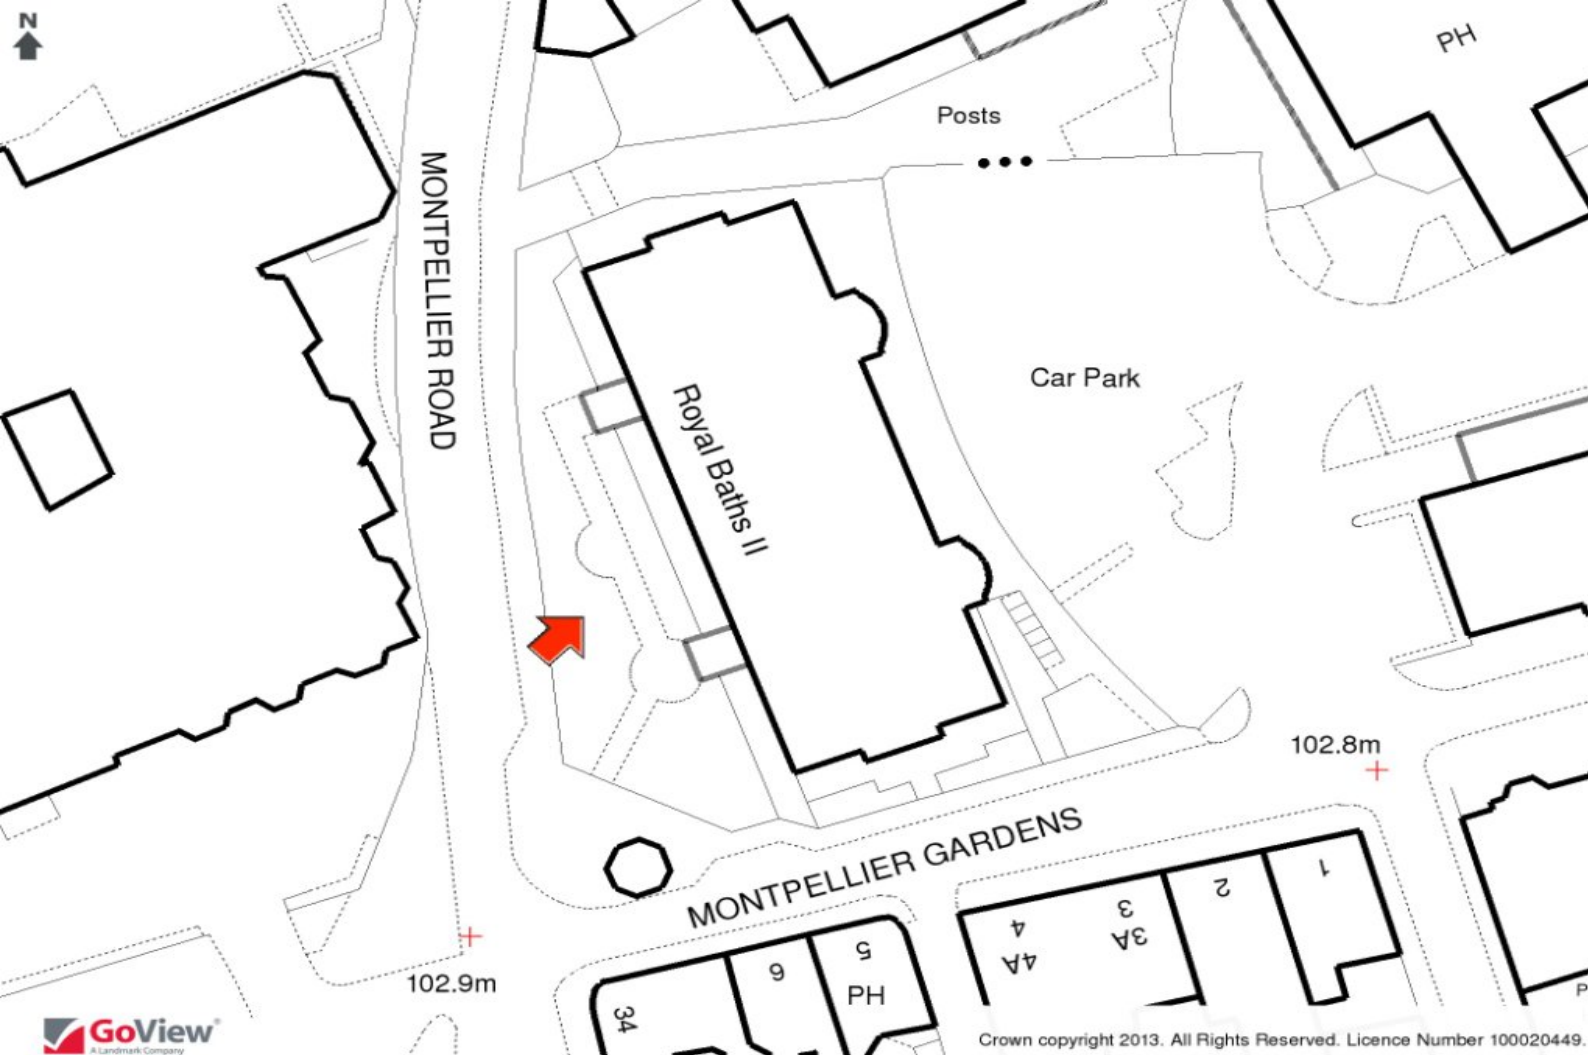 N
PH
Posts
MONTPELLIER ROAD
Car Park
Royal Baths II
102.8m
MONTPELLIER GARDENS
1
2
3
3A
4
4A
5
PH
6
34
102.9m
P
GoView®
A Landmark Company
Crown copyright 2013. All Rights Reserved. Licence Number 100020449.